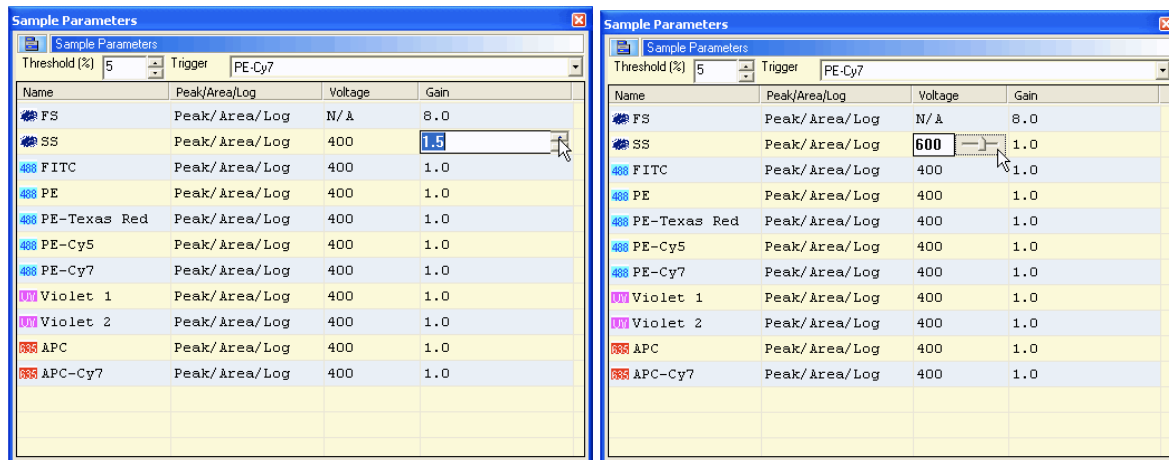 Sample Parameters
Sample Parameters
Threshold (%) 5 Trigger PE-Cy7
Name Peak/Area/Log Voltage Gain
FS Peak/Area/Log N/A 8.0
SS Peak/Area/Log 400 1.5
488 FITC Peak/Area/Log 400 1.0
488 PE Peak/Area/Log 400 1.0
488 PE-Texas Red Peak/Area/Log 400 1.0
488 PE-Cy5 Peak/Area/Log 400 1.0
488 PE-Cy7 Peak/Area/Log 400 1.0
UV Violet 1 Peak/Area/Log 400 1.0
UV Violet 2 Peak/Area/Log 400 1.0
635 APC Peak/Area/Log 400 1.0
635 APC-Cy7 Peak/Area/Log 400 1.0
Sample Parameters
Sample Parameters
Threshold (%) 5 Trigger PE-Cy7
Name Peak/Area/Log Voltage Gain
FS Peak/Area/Log N/A 8.0
SS Peak/Area/Log 600 1.0
488 FITC Peak/Area/Log 400 1.0
488 PE Peak/Area/Log 400 1.0
488 PE-Texas Red Peak/Area/Log 400 1.0
488 PE-Cy5 Peak/Area/Log 400 1.0
488 PE-Cy7 Peak/Area/Log 400 1.0
UV Violet 1 Peak/Area/Log 400 1.0
UV Violet 2 Peak/Area/Log 400 1.0
635 APC Peak/Area/Log 400 1.0
635 APC-Cy7 Peak/Area/Log 400 1.0